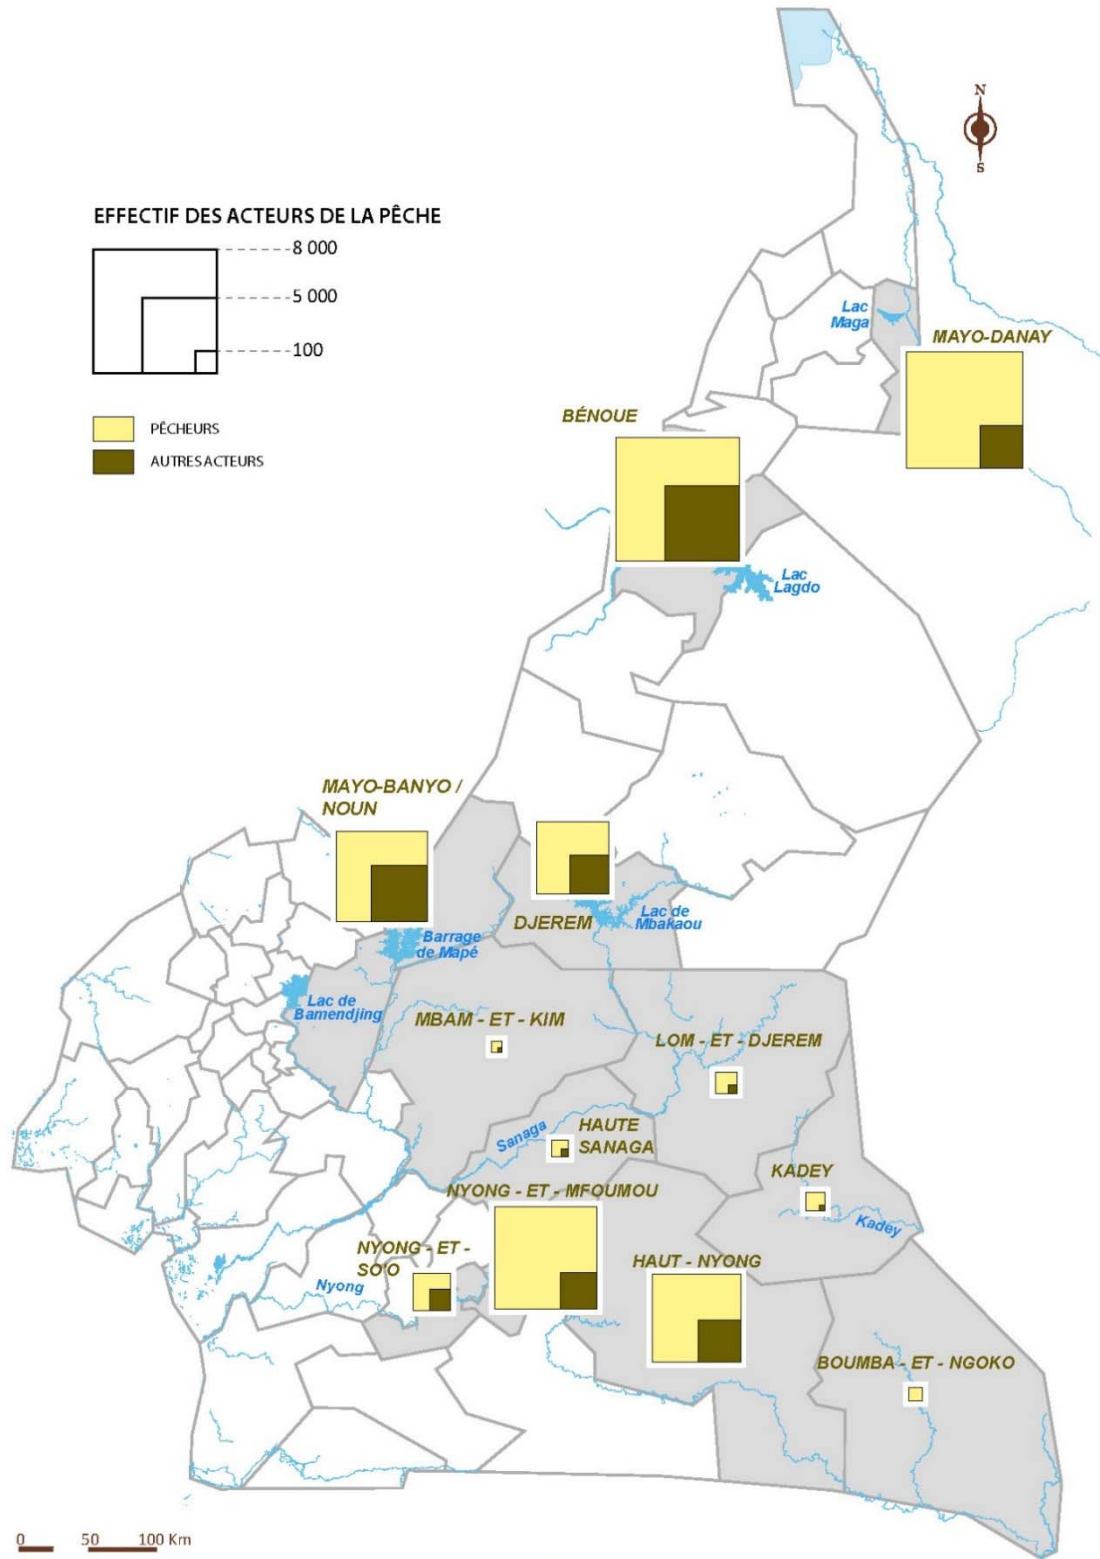 N
S
EFFECTIF DES ACTEURS DE LA PÊCHE
8 000
5 000
100
PÊCHEURS
AUTRES ACTEURS
Lac
Maga
MAYO-DANAY
BÉNOUE
Lac
Lagdo
MAYO-BANYO /
NOUN
DJEREM
Lac de
Mbakaou
Barrage
de Mapé
Lac de
Bamendjing
MBAM - ET - KIM
LOM - ET - DJEREM
Sanaga
HAUTE
SANAGA
KADEY
Kadey
NYONG - ET - MFOUMOU
NYONG - ET -
SO'O
Nyong
HAUT - NYONG
BOUMBA - ET - NGOKO
0 50 100 Km